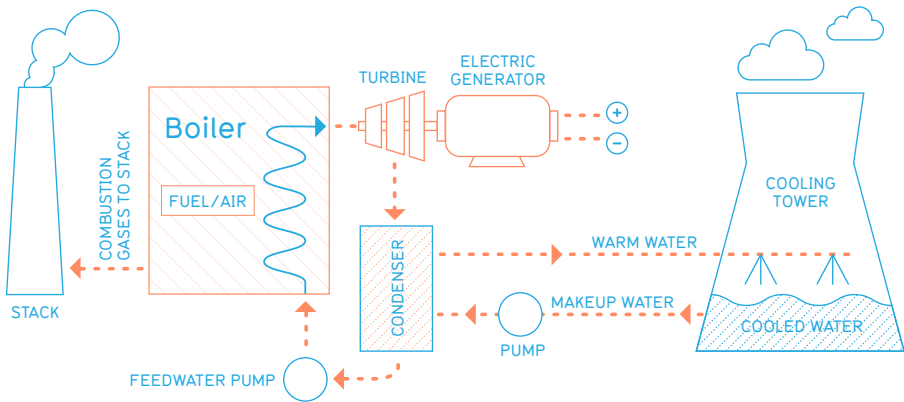 ELECTRIC
GENERATOR
TURBINE
+
−
Boiler
FUEL/AIR
COMBUSTION
GASES TO STACK
STACK
CONDENSER
COOLING
TOWER
WARM WATER
MAKEUP WATER
COOLED WATER
PUMP
FEEDWATER PUMP